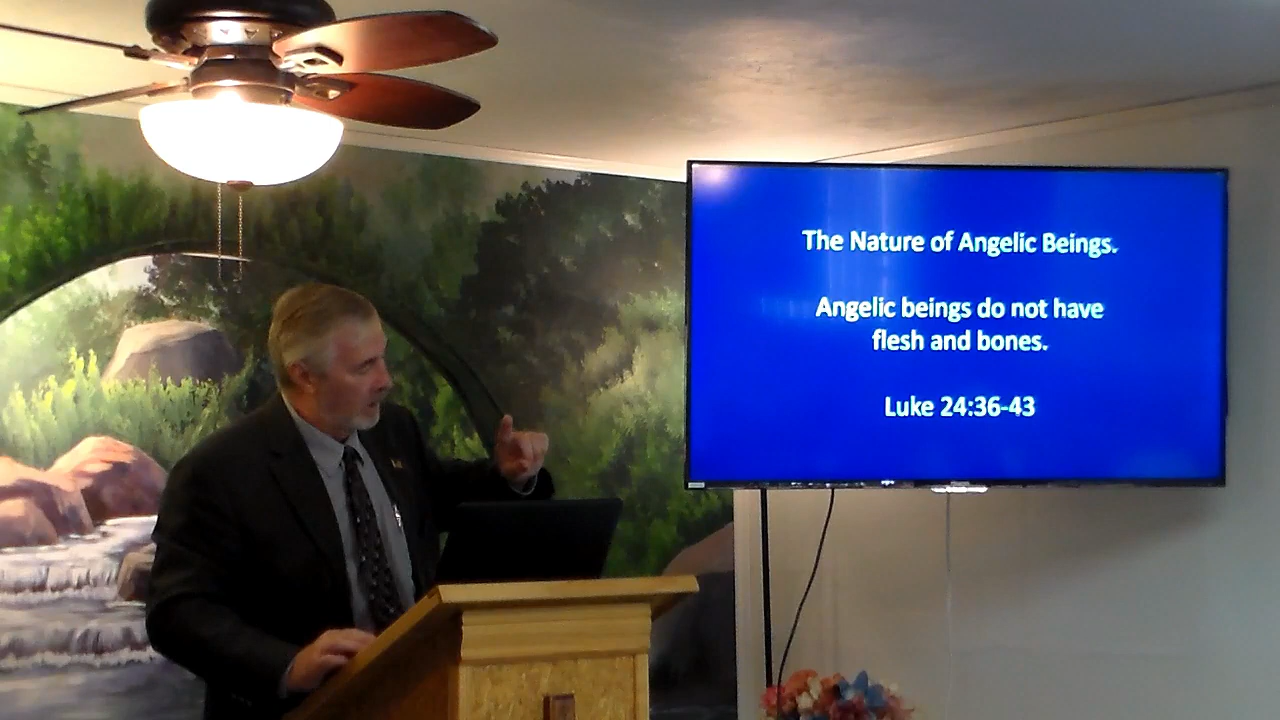 The Nature of Angelic Beings.
Angelic beings do not have
flesh and bones.
Luke 24:36-43